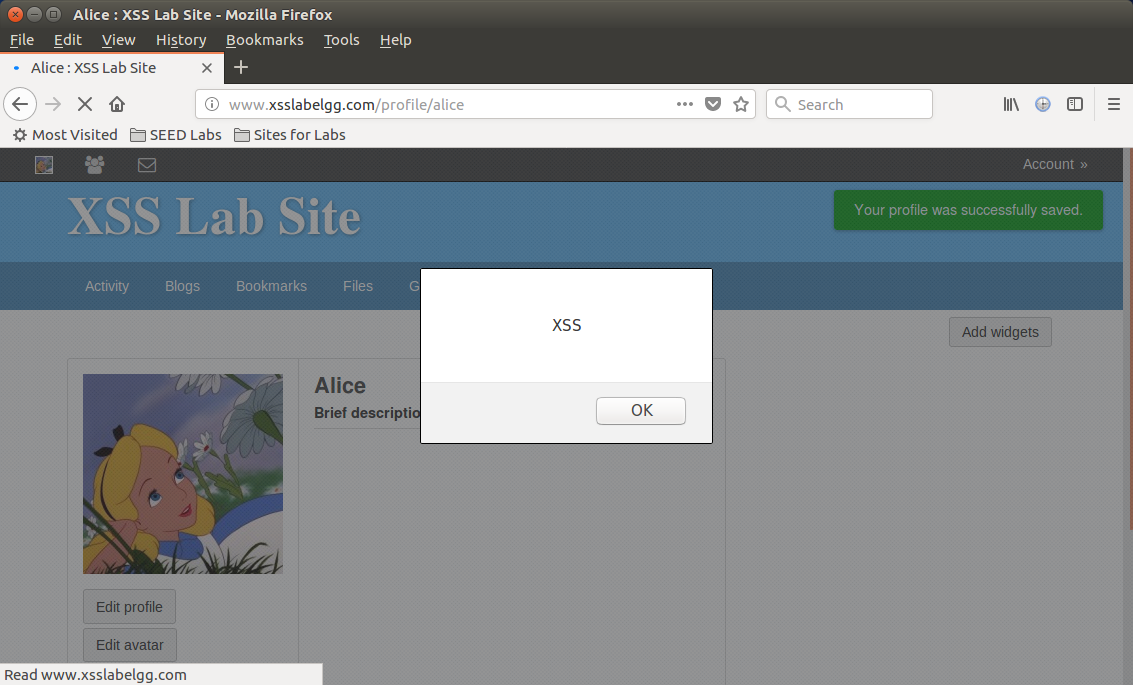 Alice : XSS Lab Site - Mozilla Firefox
File Edit View History Bookmarks Tools Help
Alice : XSS Lab Site
www.xsslabelgg.com/profile/alice
Search
Most Visited SEED Labs Sites for Labs
Account »
XSS Lab Site
Your profile was successfully saved.
Activity Blogs Bookmarks Files G
XSS
OK
Add widgets
Alice
Brief descriptio
Edit profile
Edit avatar
Read www.xsslabelgg.com